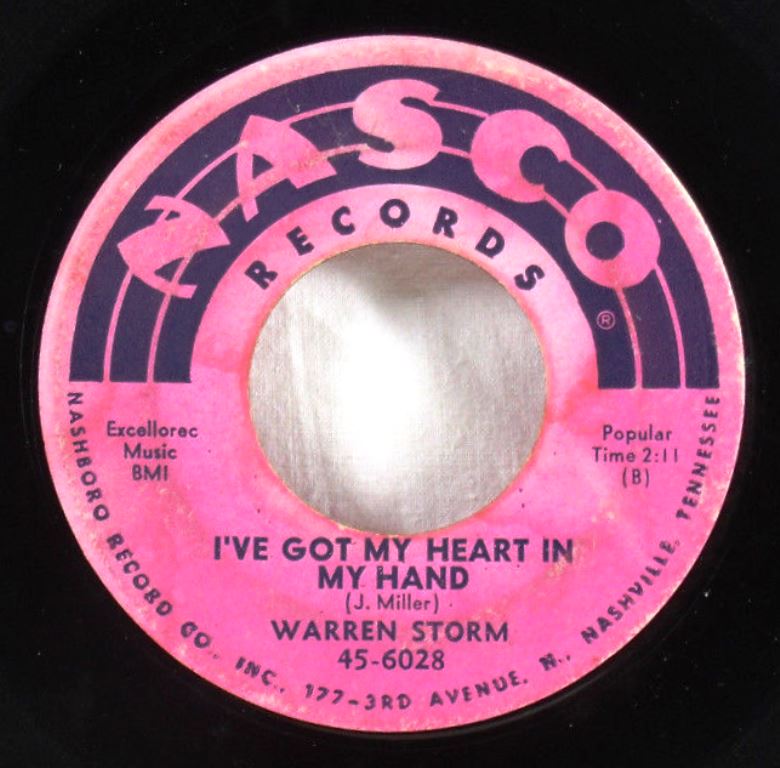 NASCO
RECORDS
®
Excellorec
Music
BMI
Popular
Time 2:11
(B)
I'VE GOT MY HEART IN
MY HAND
(J. Miller)
WARREN STORM
45-6028
NASHBORO RECORD CO., INC., 177-3RD AVENUE, N., NASHVILLE, TENNESSEE